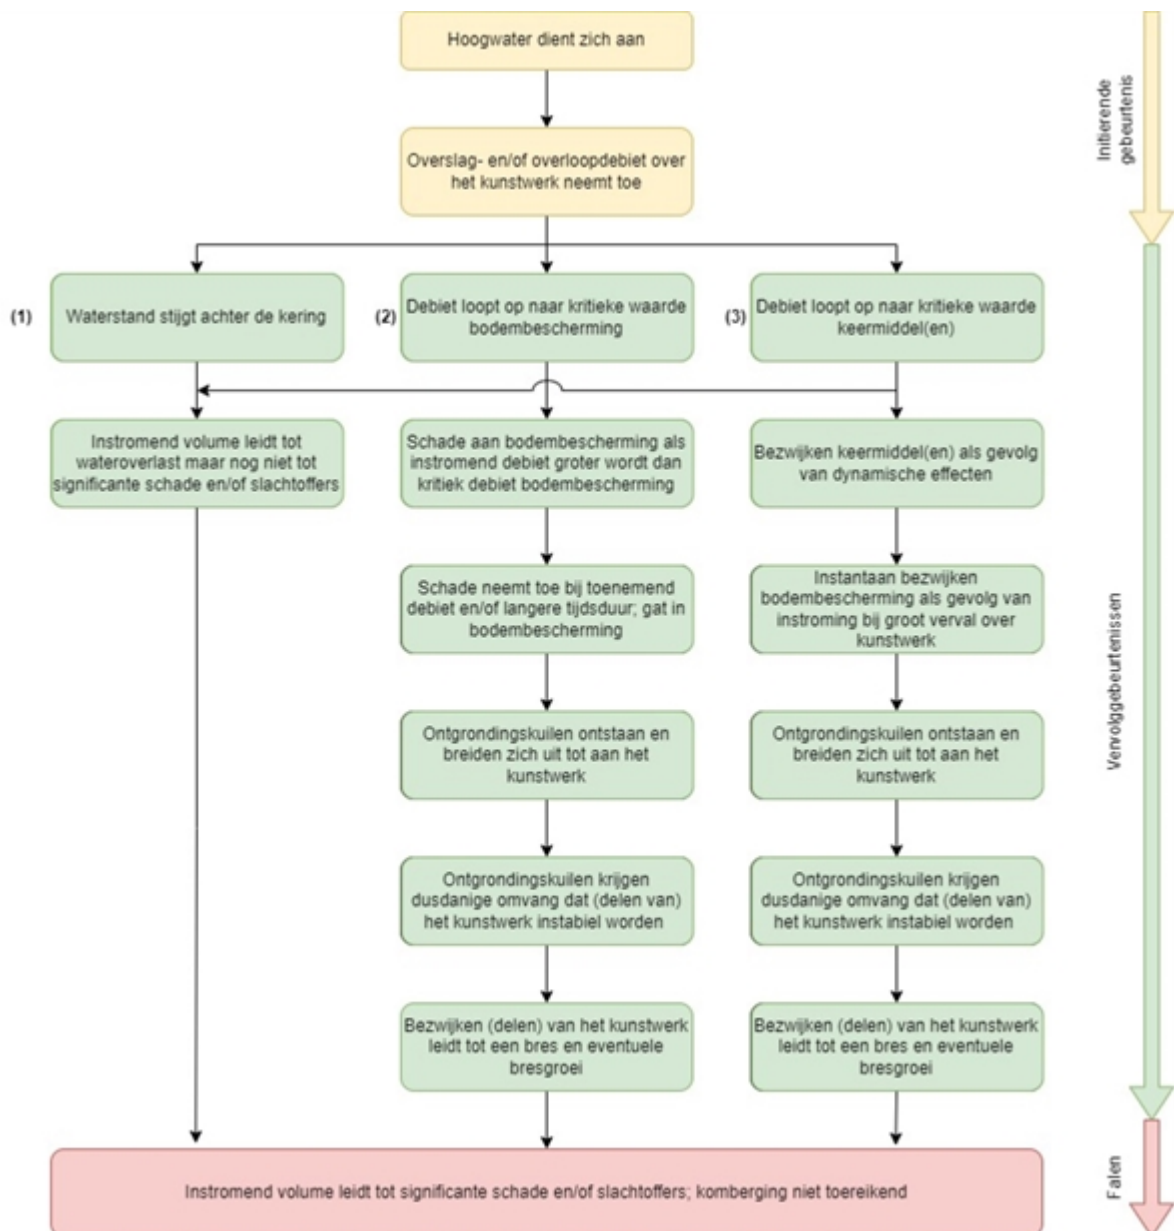 Hoogwater dient zich aan
Initiërende
gebeurtenis
Overslag- en/of overloopdebiet over
het kunstwerk neemt toe
(1)
Waterstand stijgt achter de kering
(2)
Debiet loopt op naar kritieke waarde
bodembescherming
(3)
Debiet loopt op naar kritieke waarde
keermiddel(en)
Instromend volume leidt tot
wateroverlast maar nog niet tot
significante schade en/of slachtoffers
Schade aan bodembescherming als
instromend debiet groter wordt dan
kritiek debiet bodembescherming
Bezwijken keermiddel(en) als gevolg
van dynamische effecten
Schade neemt toe bij toenemend
debiet en/of langere tijdsduur; gat in
bodembescherming
Instantaan bezwijken
bodembescherming als gevolg van
instroming bij groot verval over
kunstwerk
Vervolggebeurtenissen
Ontgrondingskuilen ontstaan en
breiden zich uit tot aan het
kunstwerk
Ontgrondingskuilen ontstaan en
breiden zich uit tot aan het
kunstwerk
Ontgrondingskuilen krijgen
dusdanige omvang dat (delen van)
het kunstwerk instabiel worden
Ontgrondingskuilen krijgen
dusdanige omvang dat (delen van)
het kunstwerk instabiel worden
Bezwijken (delen) van het kunstwerk
leidt tot een bres en eventuele
bresgroei
Bezwijken (delen) van het kunstwerk
leidt tot een bres en eventuele
bresgroei
Instromend volume leidt tot significante schade en/of slachtoffers; komberging niet toereikend
Falen